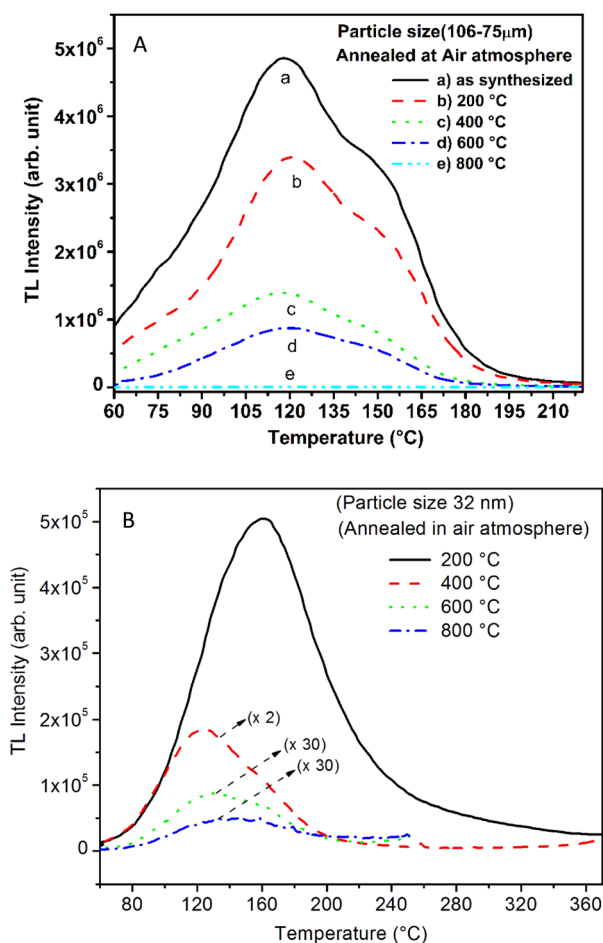 A
Particle size(106-75μm)
Annealed at Air atmosphere
a) as synthesized
b) 200 °C
c) 400 °C
d) 600 °C
e) 800 °C
a
b
c
d
e
TL Intensity (arb. unit)
5x10⁶
4x10⁶
3x10⁶
2x10⁶
1x10⁶
0
60 75 90 105 120 135 150 165 180 195 210
Temperature (°C)
B
(Particle size 32 nm)
(Annealed in air atmosphere)
200 °C
400 °C
600 °C
800 °C
(x 2)
(x 30)
(x 30)
TL Intensity (arb. unit)
5x10⁵
4x10⁵
3x10⁵
2x10⁵
1x10⁵
0
80 120 160 200 240 280 320 360
Temperature (°C)